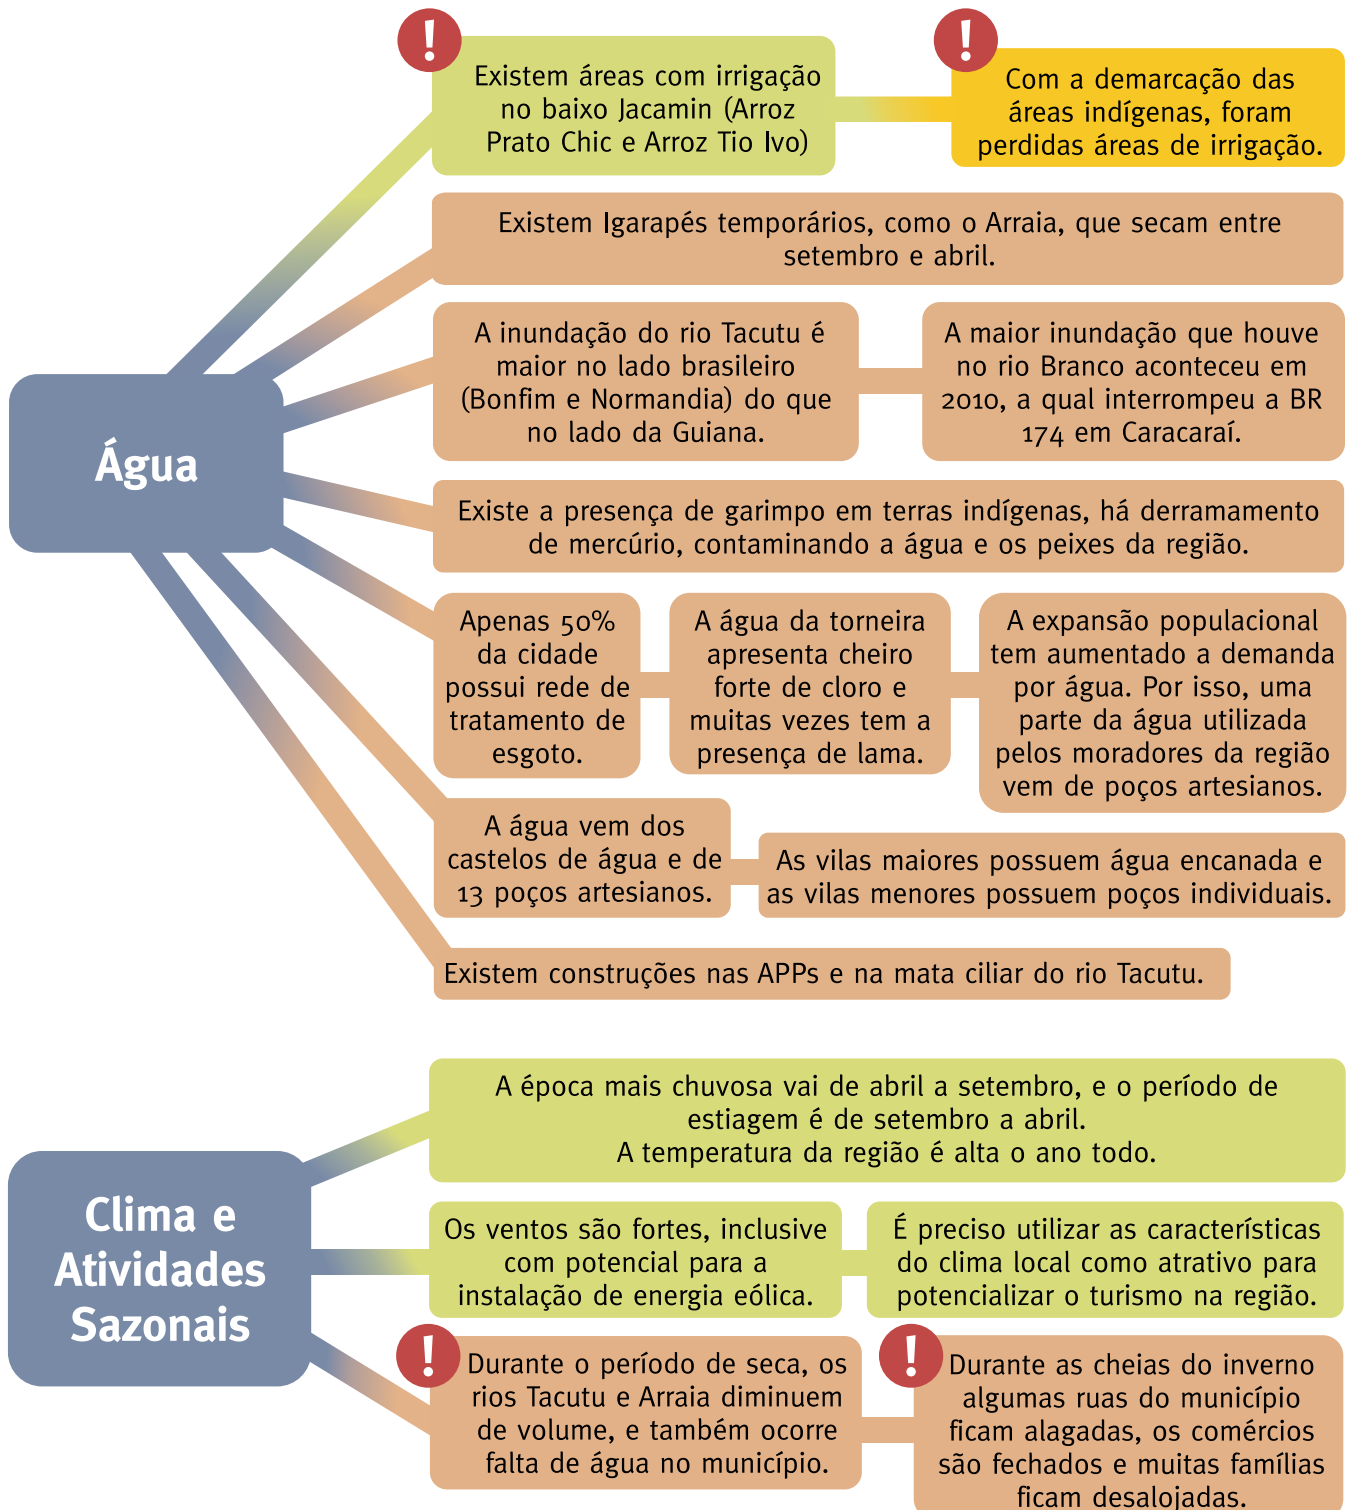 !
Existem áreas com irrigação
no baixo Jacamin (Arroz
Prato Chic e Arroz Tio Ivo)
!
Com a demarcação das
áreas indígenas, foram
perdidas áreas de irrigação.
Existem Igarapés temporários, como o Arraia, que secam entre
setembro e abril.
A inundação do rio Tacutu é
maior no lado brasileiro
(Bonfim e Normandia) do que
no lado da Guiana.
A maior inundação que houve
no rio Branco aconteceu em
2010, a qual interrompeu a BR
174 em Caracaraí.
Água
Existe a presença de garimpo em terras indígenas, há derramamento
de mercúrio, contaminando a água e os peixes da região.
Apenas 50%
da cidade
possui rede de
tratamento de
esgoto.
A água da torneira
apresenta cheiro
forte de cloro e
muitas vezes tem a
presença de lama.
A expansão populacional
tem aumentado a demanda
por água. Por isso, uma
parte da água utilizada
pelos moradores da região
vem de poços artesianos.
A água vem dos
castelos de água e de
13 poços artesianos.
As vilas maiores possuem água encanada e
as vilas menores possuem poços individuais.
Existem construções nas APPs e na mata ciliar do rio Tacutu.
A época mais chuvosa vai de abril a setembro, e o período de
estiagem é de setembro a abril.
A temperatura da região é alta o ano todo.
Clima e
Atividades
Sazonais
Os ventos são fortes, inclusive
com potencial para a
instalação de energia eólica.
É preciso utilizar as características
do clima local como atrativo para
potencializar o turismo na região.
!
Durante o período de seca, os
rios Tacutu e Arraia diminuem
de volume, e também ocorre
falta de água no município.
!
Durante as cheias do inverno
algumas ruas do município
ficam alagadas, os comércios
são fechados e muitas famílias
ficam desalojadas.